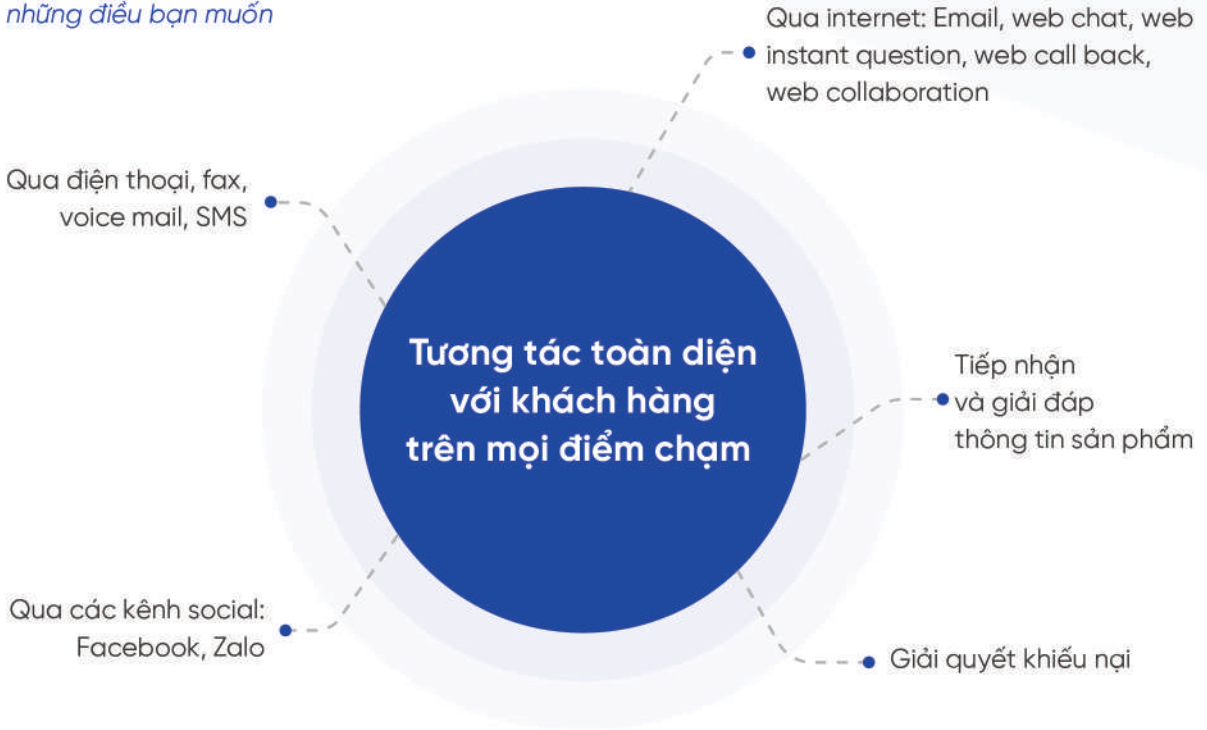 những điều bạn muốn
Qua internet: Email, web chat, web
instant question, web call back,
web collaboration
Qua điện thoại, fax,
voice mail, SMS
Tương tác toàn diện
với khách hàng
trên mọi điểm chạm
Tiếp nhận
và giải đáp
thông tin sản phẩm
Qua các kênh social:
Facebook, Zalo
Giải quyết khiếu nại